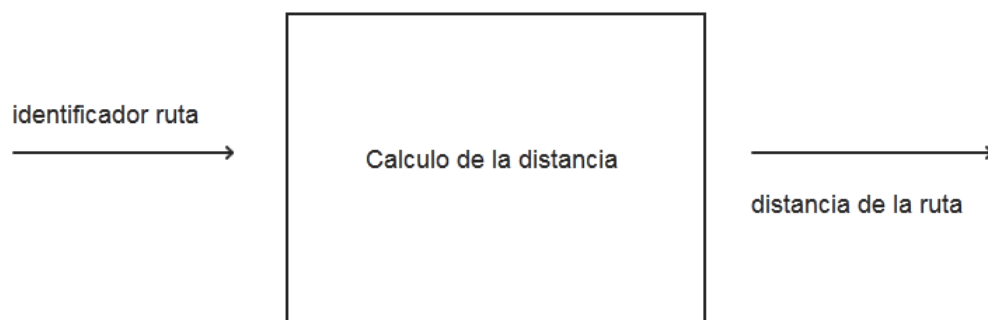 identificador ruta
Calculo de la distancia
distancia de la ruta